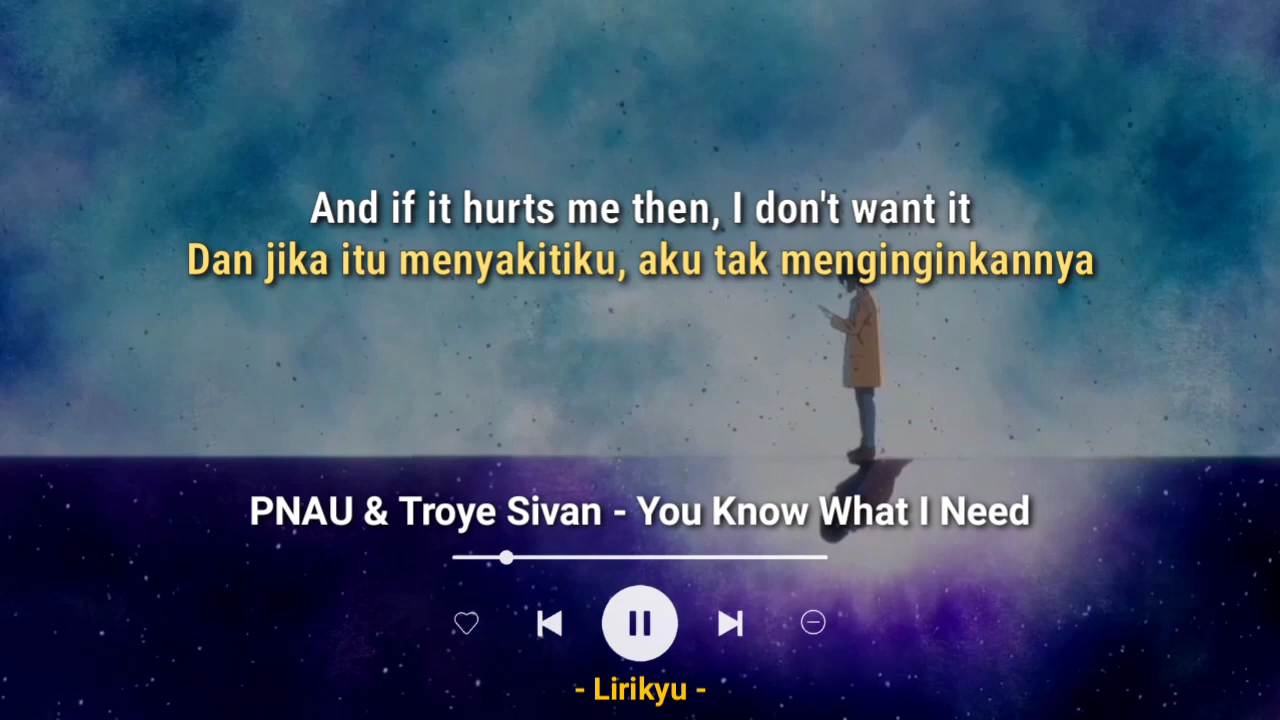 And if it hurts me then, I don't want it
Dan jika itu menyakitiku, aku tak menginginkannya
PNAU & Troye Sivan - You Know What I Need
- Lirikyu -